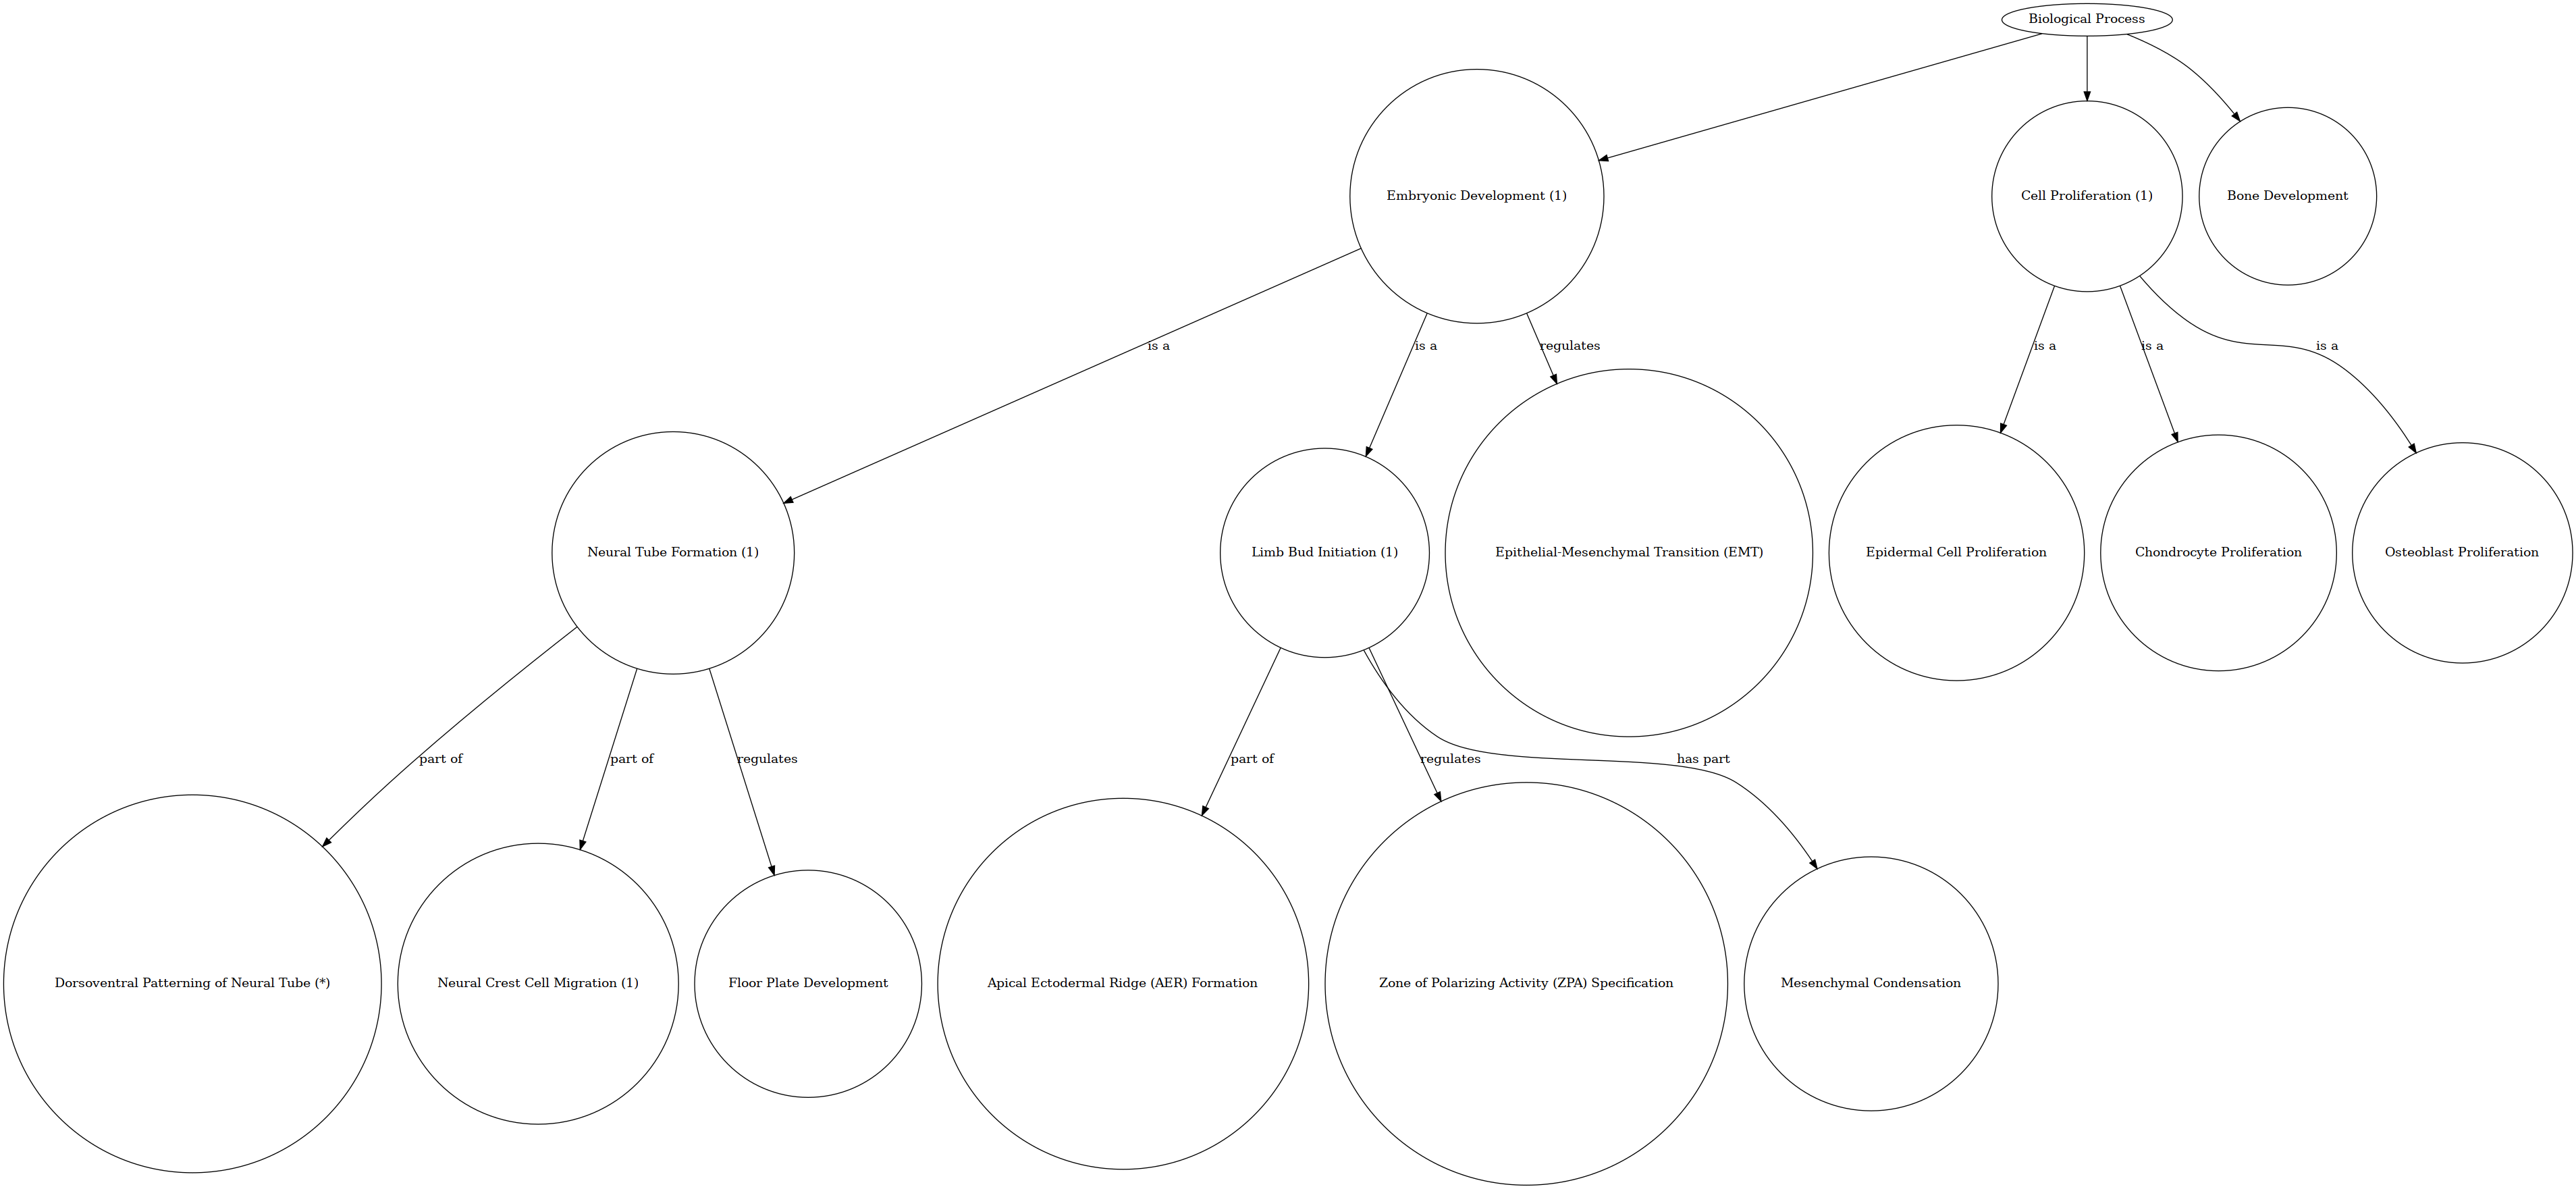 Biological Process
Embryonic Development (1)
Cell Proliferation (1)
Bone Development
is a
is a
regulates
is a
is a
is a
Neural Tube Formation (1)
Limb Bud Initiation (1)
Epithelial-Mesenchymal Transition (EMT)
Epidermal Cell Proliferation
Chondrocyte Proliferation
Osteoblast Proliferation
part of
part of
regulates
part of
regulates
has part
Dorsoventral Patterning of Neural Tube (*)
Neural Crest Cell Migration (1)
Floor Plate Development
Apical Ectodermal Ridge (AER) Formation
Zone of Polarizing Activity (ZPA) Specification
Mesenchymal Condensation